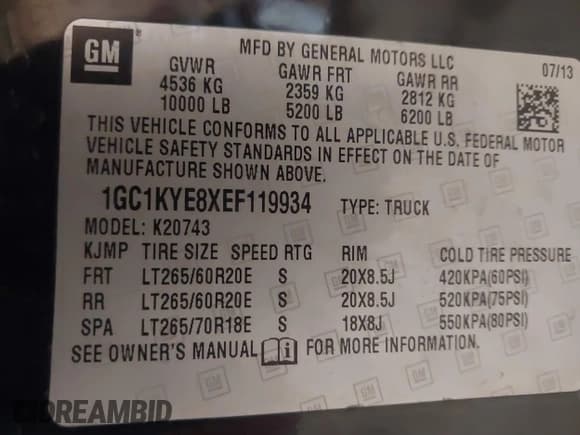 GM
MFD BY GENERAL MOTORS LLC
07/13
GVWR GAWR FRT GAWR RR
4536 KG 2359 KG 2812 KG
10000 LB 5200 LB 6200 LB
THIS VEHICLE CONFORMS TO ALL APPLICABLE U.S. FEDERAL MOTOR
VEHICLE SAFETY STANDARDS IN EFFECT ON THE DATE OF
MANUFACTURE SHOWN ABOVE.
1GC1KYE8XEF119934 TYPE: TRUCK
MODEL: K20743
KJMP TIRE SIZE SPEED RTG RIM COLD TIRE PRESSURE
FRT LT265/60R20E S 20X8.5J 420KPA(60PSI)
RR LT265/60R20E S 20X8.5J 520KPA(75PSI)
SPA LT265/70R18E S 18X8J 550KPA(80PSI)
SEE OWNER'S MANUAL i FOR MORE INFORMATION.
DREAMBID